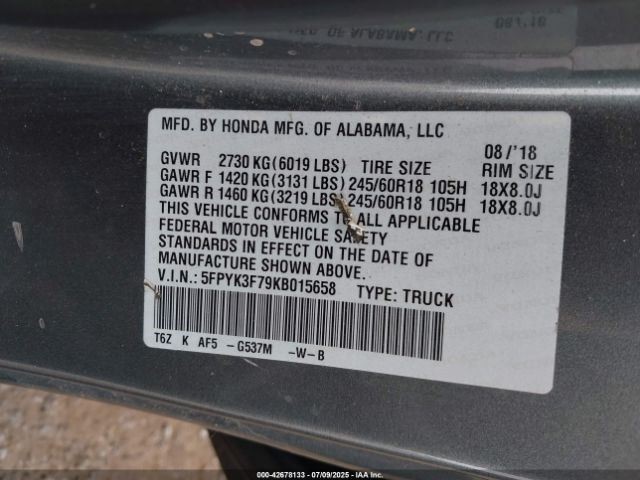 MFD. BY HONDA MFG. OF ALABAMA, LLC
08/'18
GVWR 2730 KG(6019 LBS) TIRE SIZE RIM SIZE
GAWR F 1420 KG(3131 LBS) 245/60R18 105H 18X8.0J
GAWR R 1460 KG(3219 LBS) 245/60R18 105H 18X8.0J
THIS VEHICLE CONFORMS TO ALL APPLICABLE
FEDERAL MOTOR VEHICLE SAFETY
STANDARDS IN EFFECT ON THE DATE OF
MANUFACTURE SHOWN ABOVE.
V.I.N.: 5FPYK3F79KB015658 TYPE: TRUCK
T6Z K AF5 -G537M -W-B
000-42678133 - 07/09/2025 - IAA Inc.